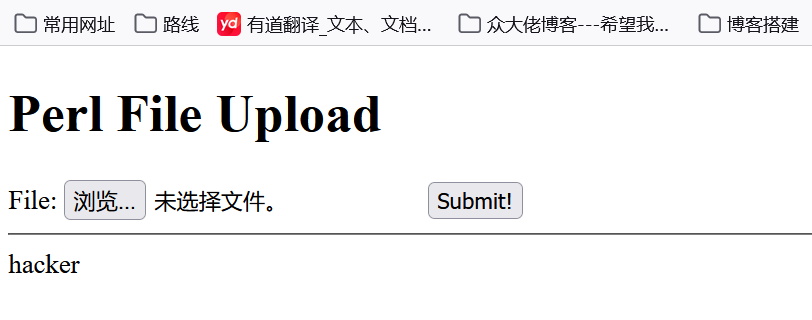 常用网址 路线 yd 有道翻译_文本、文档... 众大佬博客---希望我... 博客搭建
Perl File Upload
File: 浏览... 未选择文件。 Submit!
hacker